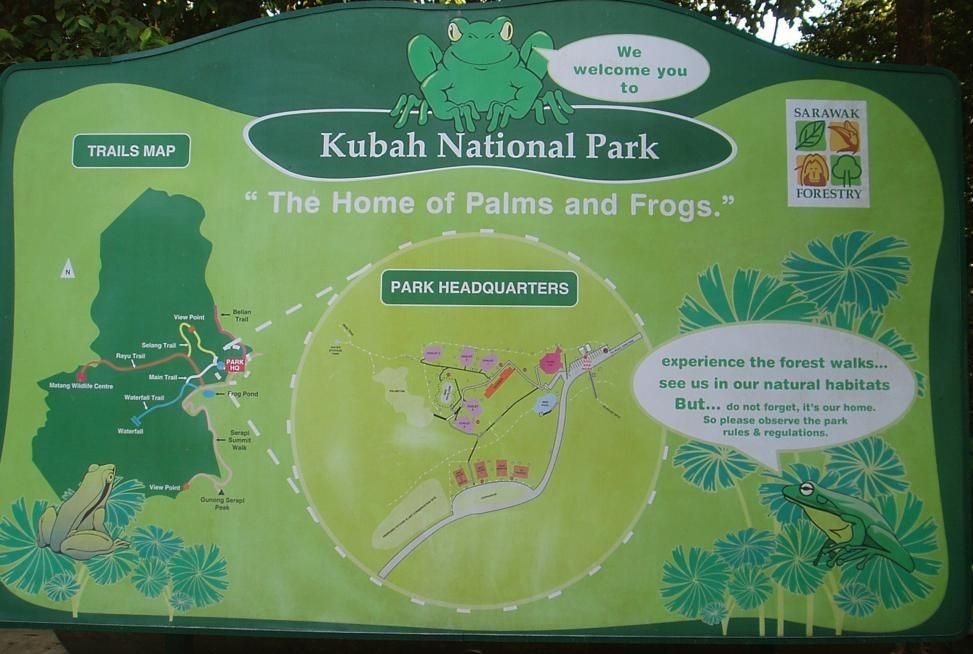 We
welcome you
to
Kubah National Park
“ The Home of Palms and Frogs.”
SARAWAK
FORESTRY
TRAILS MAP
N
PARK HEADQUARTERS
View Point
Belian
Trail
Selang Trail
Rayu Trail
PARK
HQ
Matang Wildlife Centre
Main Trail
Waterfall Trail
Frog Pond
Waterfall
Serapi
Summit
Walk
View Point
Gunong Serapi
Peak
experience the forest walks...
see us in our natural habitats
But... do not forget, it's our home.
So please observe the park
rules & regulations.